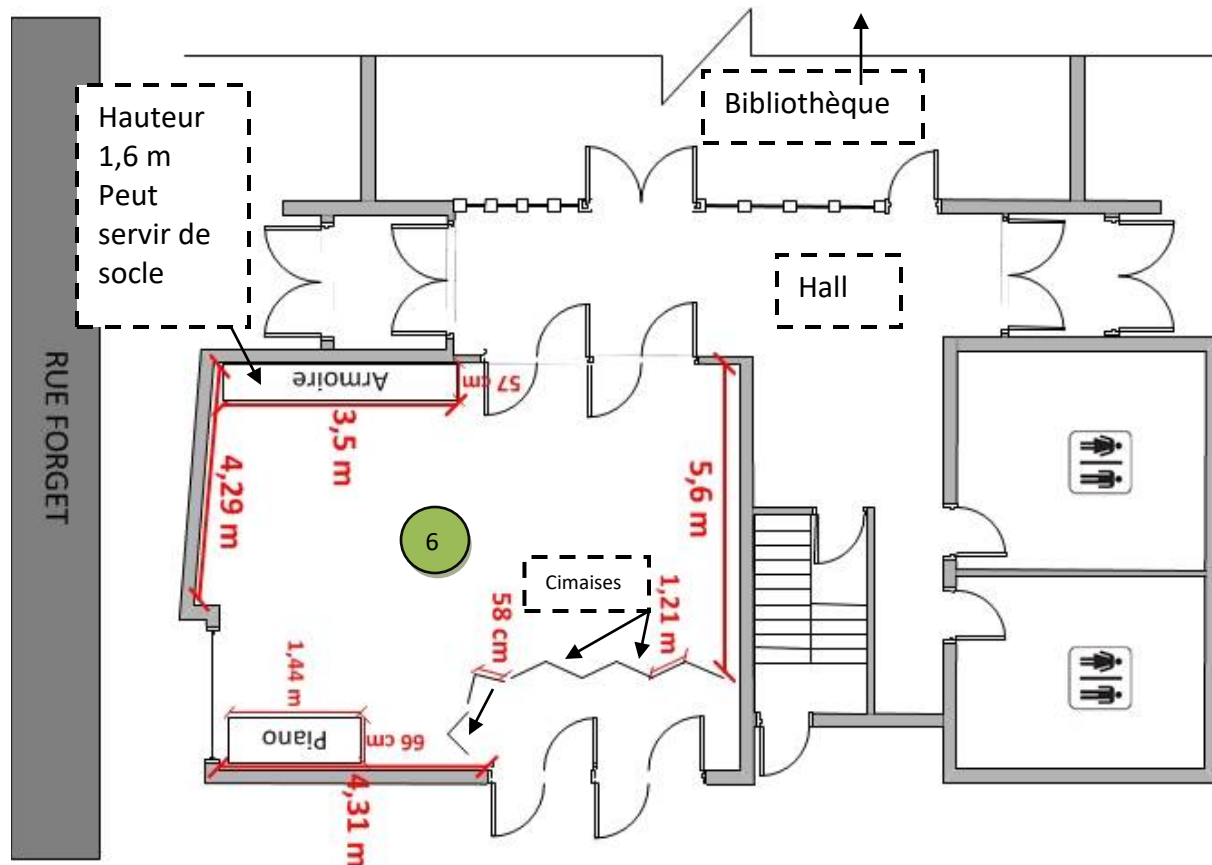 Bibliothèque
Hauteur
1,6 m
Peut
servir de
socle
Hall
RUE FORGET
Armoire
57 cm
3,5 m
4,29 m
5,6 m
6
Cimaises
1,21 m
58 cm
1,44 m
Piano
66 cm
4,31 m